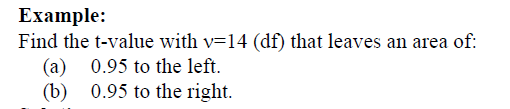 Example:
Find the t-value with ν=14 (df) that leaves an area of:
(a) 0.95 to the left.
(b) 0.95 to the right.